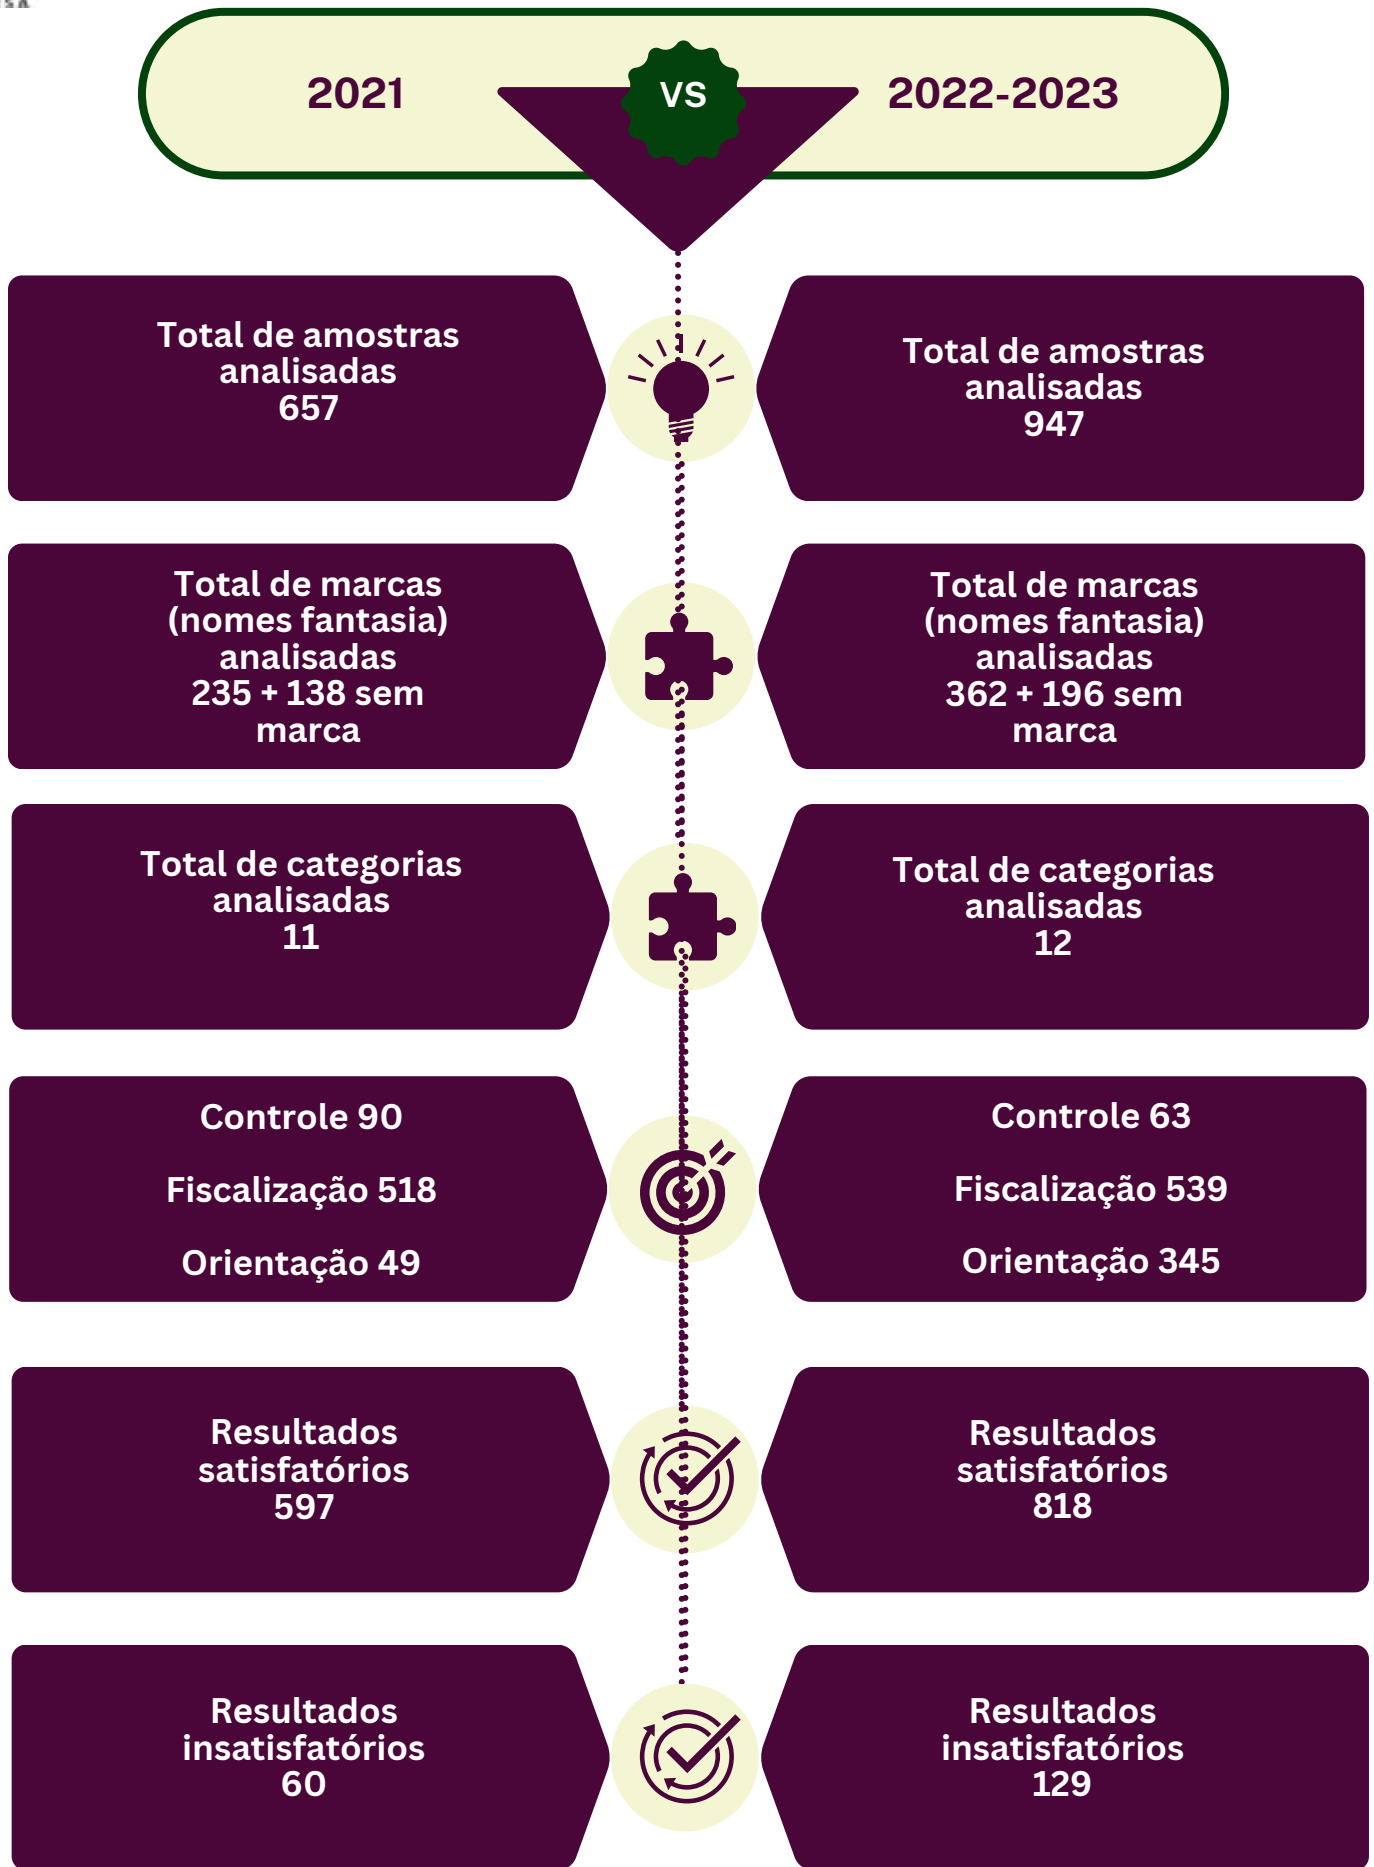 2021
VS
2022-2023
Total de amostras
analisadas
657
Total de amostras
analisadas
947
Total de marcas
(nomes fantasia)
analisadas
235 + 138 sem
marca
Total de marcas
(nomes fantasia)
analisadas
362 + 196 sem
marca
Total de categorias
analisadas
11
Total de categorias
analisadas
12
Controle 90
Fiscalização 518
Orientação 49
Controle 63
Fiscalização 539
Orientação 345
Resultados
satisfatórios
597
Resultados
satisfatórios
818
Resultados
insatisfatórios
60
Resultados
insatisfatórios
129